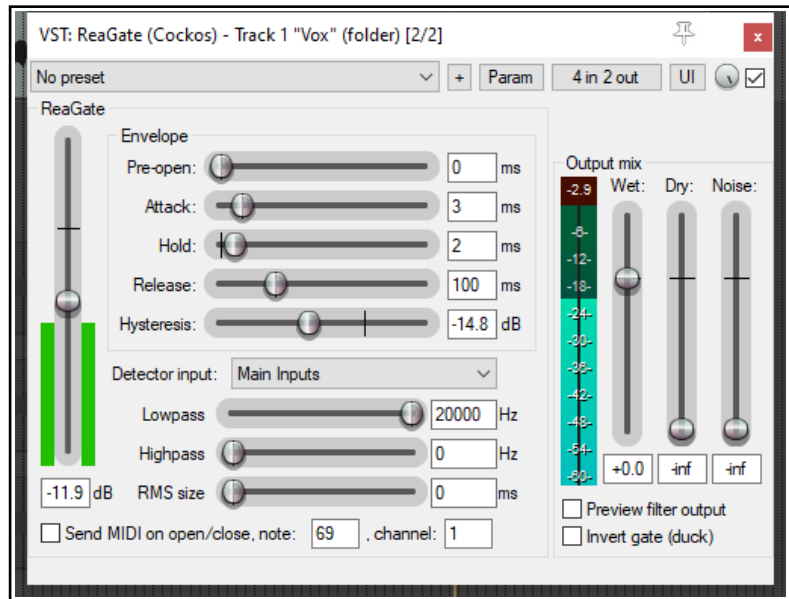 VST: ReaGate (Cockos) - Track 1 "Vox" (folder) [2/2]
x
No preset
+
Param
4 in 2 out
UI
ReaGate
Envelope
Pre-open: 0 ms
Attack: 3 ms
Hold: 2 ms
Release: 100 ms
Hysteresis: -14.8 dB
Detector input: Main Inputs
Lowpass 20000 Hz
Highpass 0 Hz
-11.9 dB
RMS size 0 ms
Send MIDI on open/close, note: 69 , channel: 1
Output mix
Wet: Dry: Noise:
-2.9
-6-
-12-
-18-
-24-
-30-
-36-
-42-
-48-
-54-
-60-
+0.0 -inf -inf
Preview filter output
Invert gate (duck)